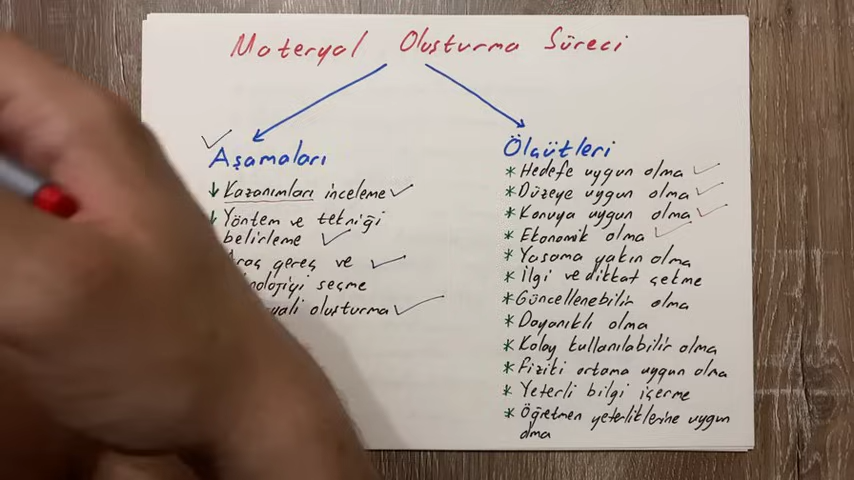 Materyal Oluşturma Süreci
Aşamaları
Kazanımları inceleme
Yöntem ve tekniği
belirleme
gereç ve
seçme
oluşturma
Ölçütleri
* Hedefe uygun olma
* Düzeye uygun olma
* Konuya uygun olma
* Ekonomik olma
* Yaşama yakın olma
* İlgi ve dikkat çekme
* Güncellenebilir olma
* Dayanıklı olma
* Kolay kullanılabilir olma
* Fiziki ortama uygun olma
* Yeterli bilgi içerme
* Öğretmen yeterliklerine uygun
olma